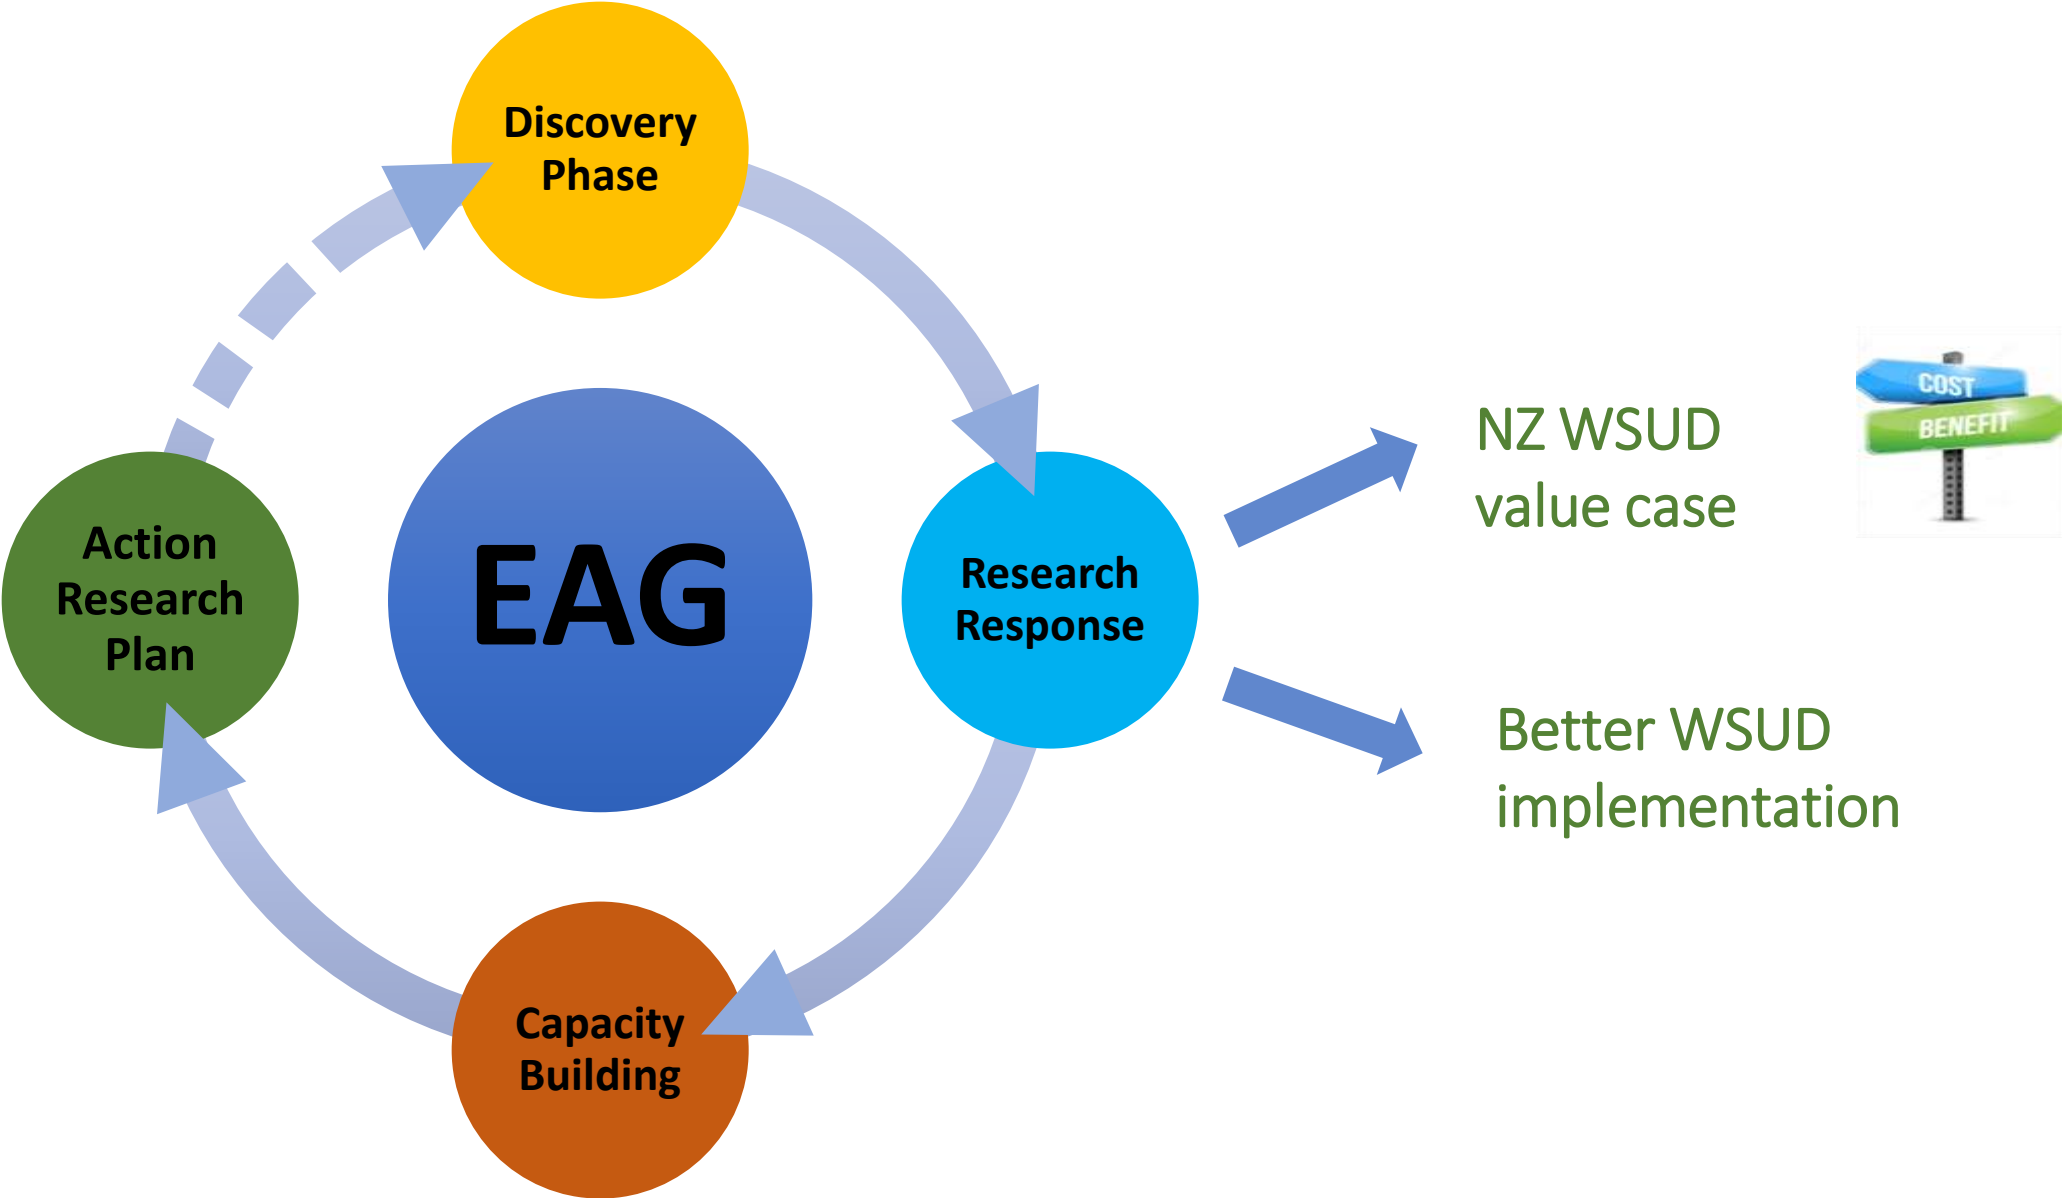 Discovery
Phase
Action
Research
Plan
EAG
Research
Response
Capacity
Building
NZ WSUD
value case
COST
BENEFIT
Better WSUD
implementation